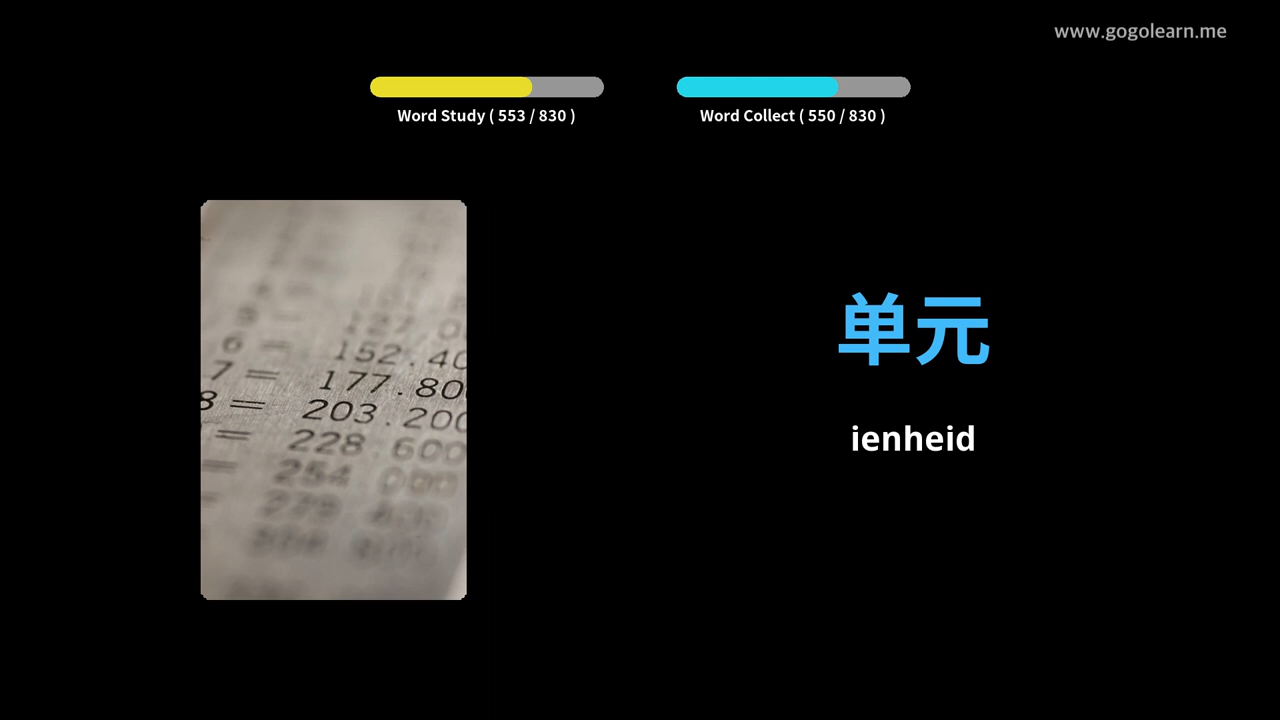 www.gogolearn.me
Word Study ( 553 / 830 )
Word Collect ( 550 / 830 )
6 = 152.40
7 = 177.80
8 = 203.200
= 228.600
= 254
单元
ienheid